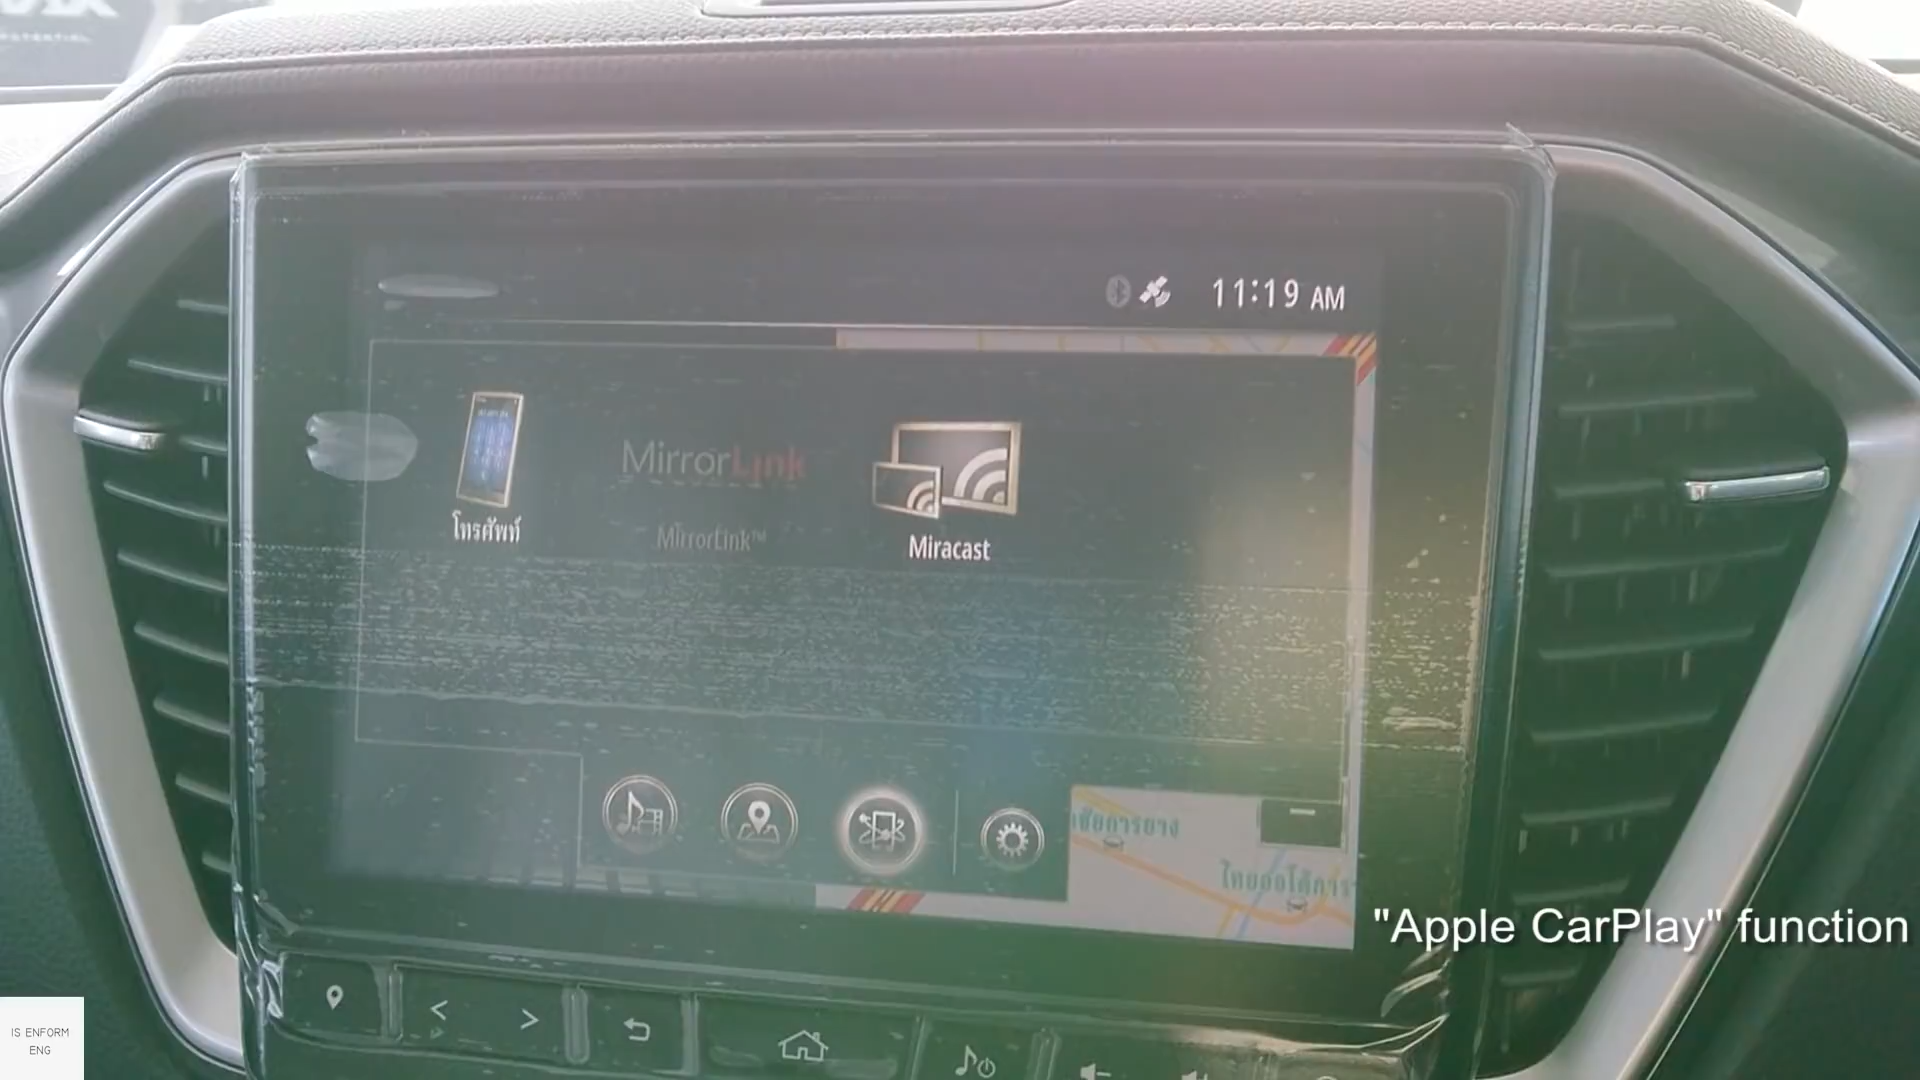 11:19 AM
MirrorLink
โทรศัพท์
MirrorLink™
Miracast
"Apple CarPlay" function
IS ENFORM
ENG